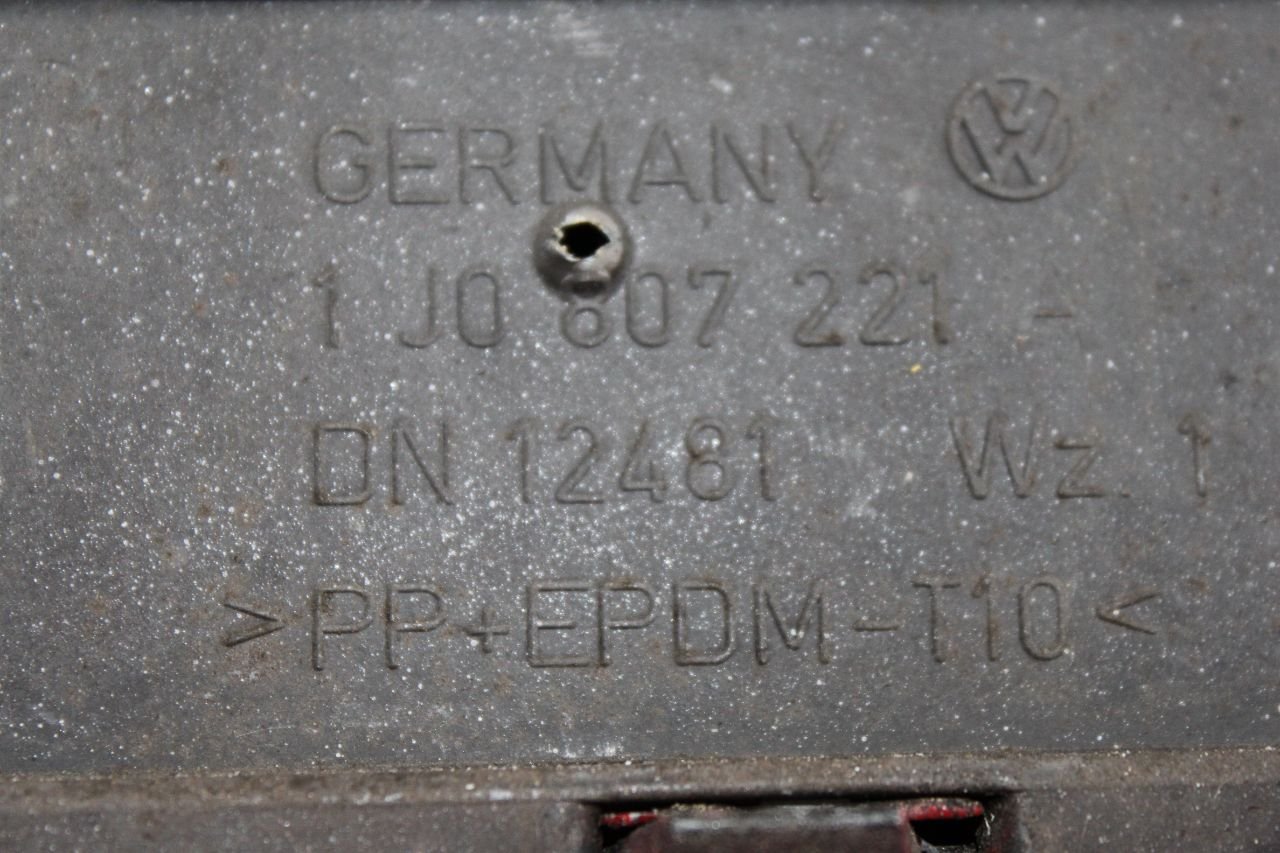 GERMANY
1 J0 807 221 -
DN 12481 Wz. 1
>PP+EPDM-T10<